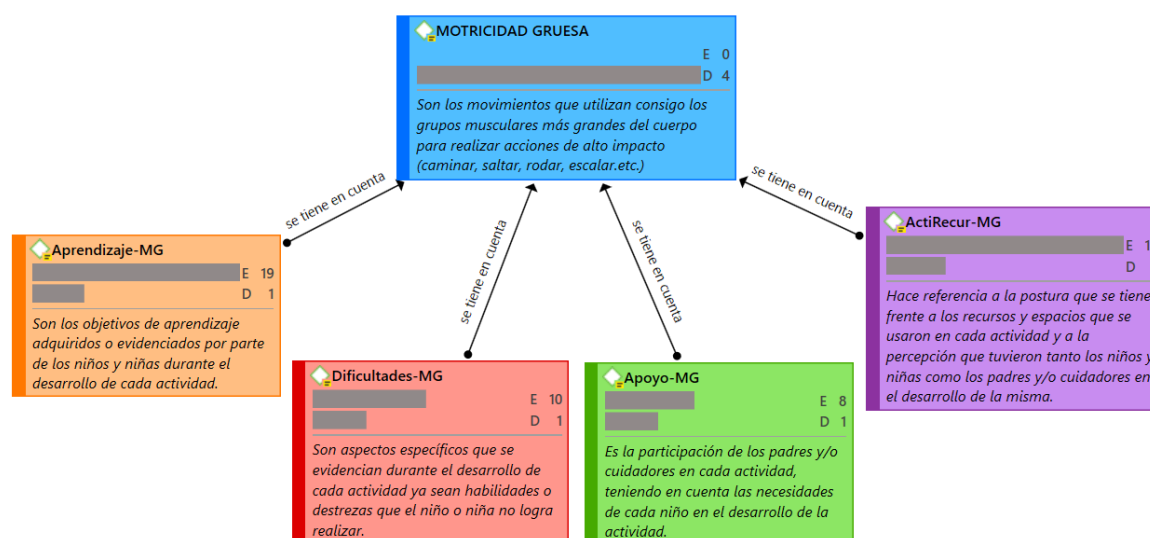 MOTRICIDAD GRUESA
E 0
D 4
Son los movimientos que utilizan consigo los
grupos musculares más grandes del cuerpo
para realizar acciones de alto impacto
(caminar, saltar, rodar, escalar.etc.)
se tiene en cuenta
se tiene en cuenta
se tiene en cuenta
se tiene en cuenta
Aprendizaje-MG
E 19
D 1
Son los objetivos de aprendizaje
adquiridos o evidenciados por parte
de los niños y niñas durante el
desarrollo de cada actividad.
Dificultades-MG
E 10
D 1
Son aspectos específicos que se
evidencian durante el desarrollo de
cada actividad ya sean habilidades o
destrezas que el niño o niña no logra
realizar.
Apoyo-MG
E 8
D 1
Es la participación de los padres y/o
cuidadores en cada actividad,
teniendo en cuenta las necesidades
de cada niño en el desarrollo de la
actividad.
ActiRecur-MG
E 1
D
Hace referencia a la postura que se tiene
frente a los recursos y espacios que se
usaron en cada actividad y a la
percepción que tuvieron tanto los niños y
niñas como los padres y/o cuidadores en
el desarrollo de la misma.